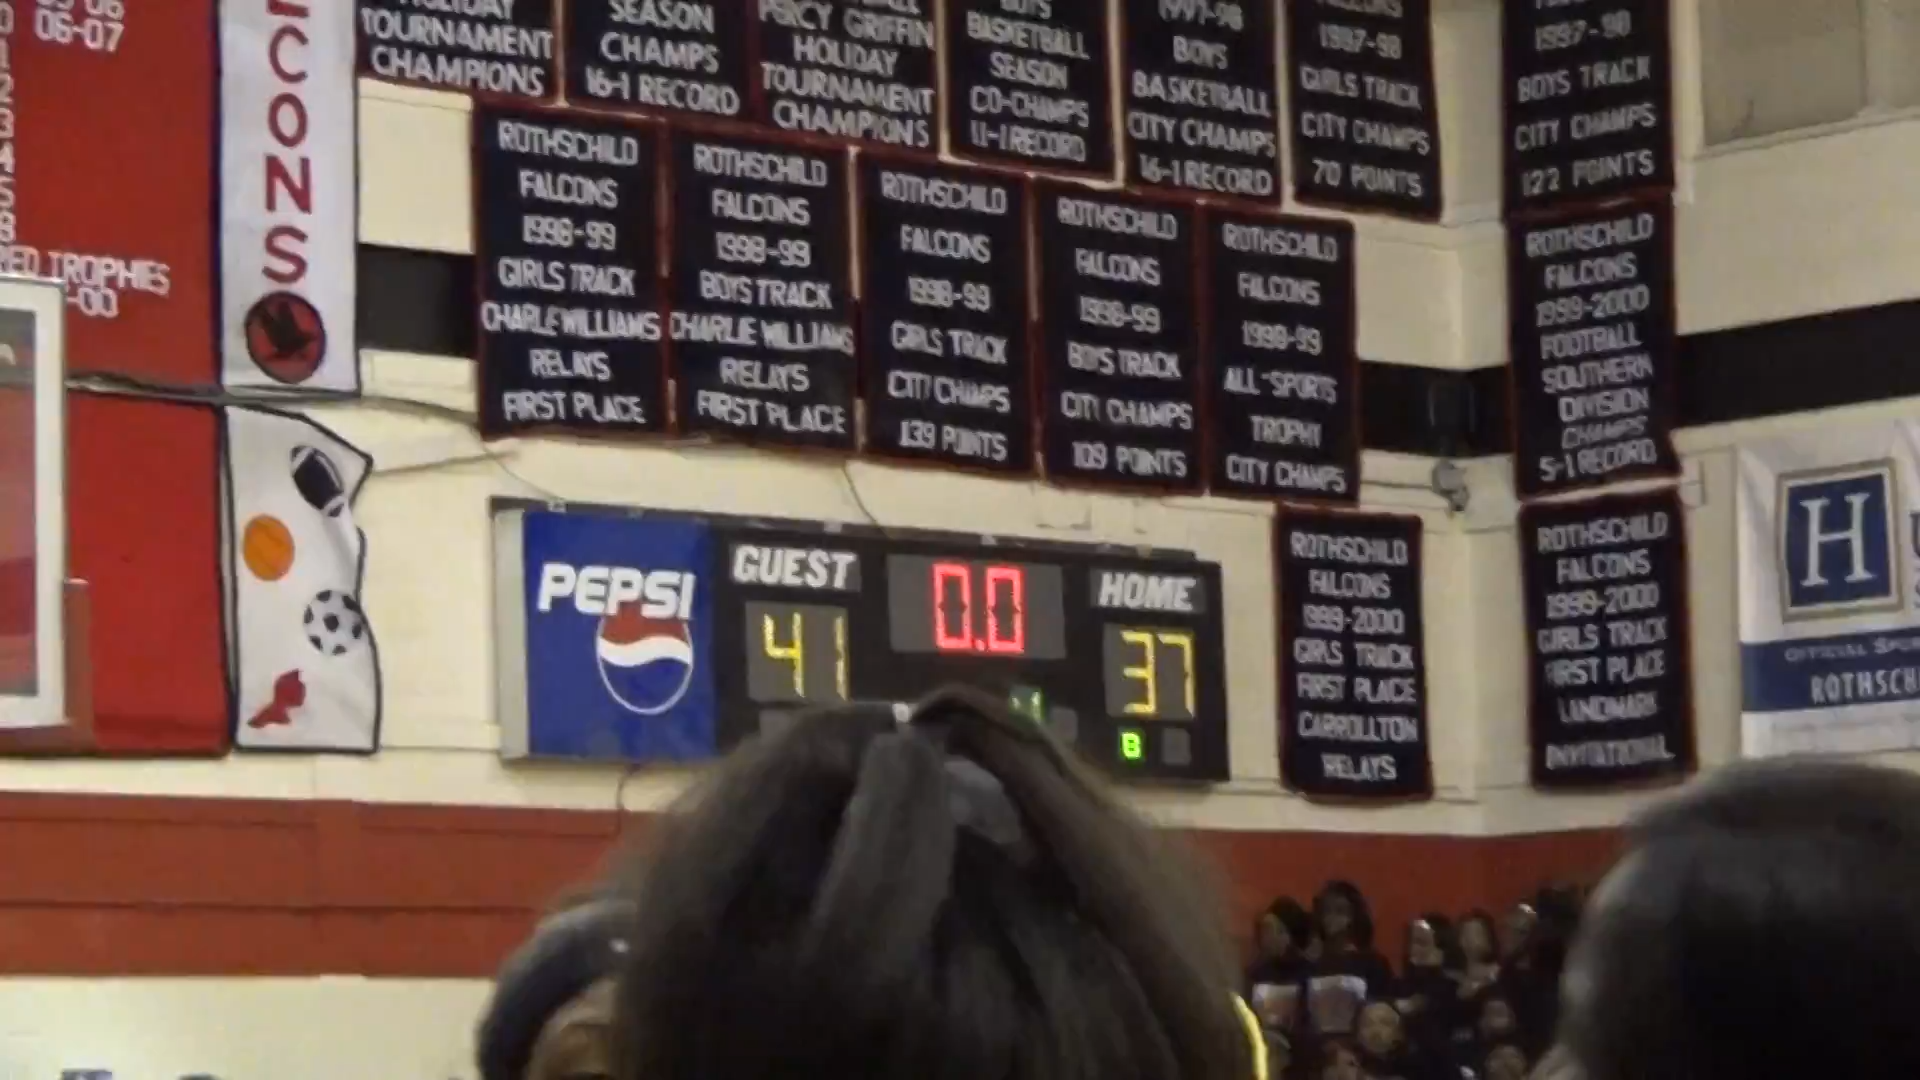 06-07
TROPHIES
-00
CONS
TOURNAMENT
CHAMPIONS
SEASON
CHAMPS
16-1 RECORD
PERCY GRIFFIN
HOLIDAY
TOURNAMENT
CHAMPIONS
BOYS
BASKETBALL
SEASON
CO-CHAMPS
11-1 RECORD
1997-98
BOYS
BASKETBALL
CITY CHAMPS
16-1 RECORD
1997-98
GIRLS TRACK
CITY CHAMPS
70 POINTS
1997-98
BOYS TRACK
CITY CHAMPS
122 POINTS
ROTHSCHILD
FALCONS
1998-99
GIRLS TRACK
CHARLIE WILLIAMS
RELAYS
FIRST PLACE
ROTHSCHILD
FALCONS
1998-99
BOYS TRACK
CHARLIE WILLIAMS
RELAYS
FIRST PLACE
ROTHSCHILD
FALCONS
1998-99
GIRLS TRACK
CITY CHAMPS
139 POINTS
ROTHSCHILD
FALCONS
1998-99
BOYS TRACK
CITY CHAMPS
109 POINTS
ROTHSCHILD
FALCONS
1998-99
ALL-SPORTS
TROPHY
CITY CHAMPS
ROTHSCHILD
FALCONS
1999-2000
FOOTBALL
SOUTHERN
DIVISION
CHAMPS
5-1 RECORD
PEPSI
GUEST
41
0.0
HOME
37
B
ROTHSCHILD
FALCONS
1999-2000
GIRLS TRACK
FIRST PLACE
CARROLLTON
RELAYS
ROTHSCHILD
FALCONS
1999-2000
GIRLS TRACK
FIRST PLACE
LANDMARK
INVITATIONAL
H
OFFICIAL
ROTHSCH